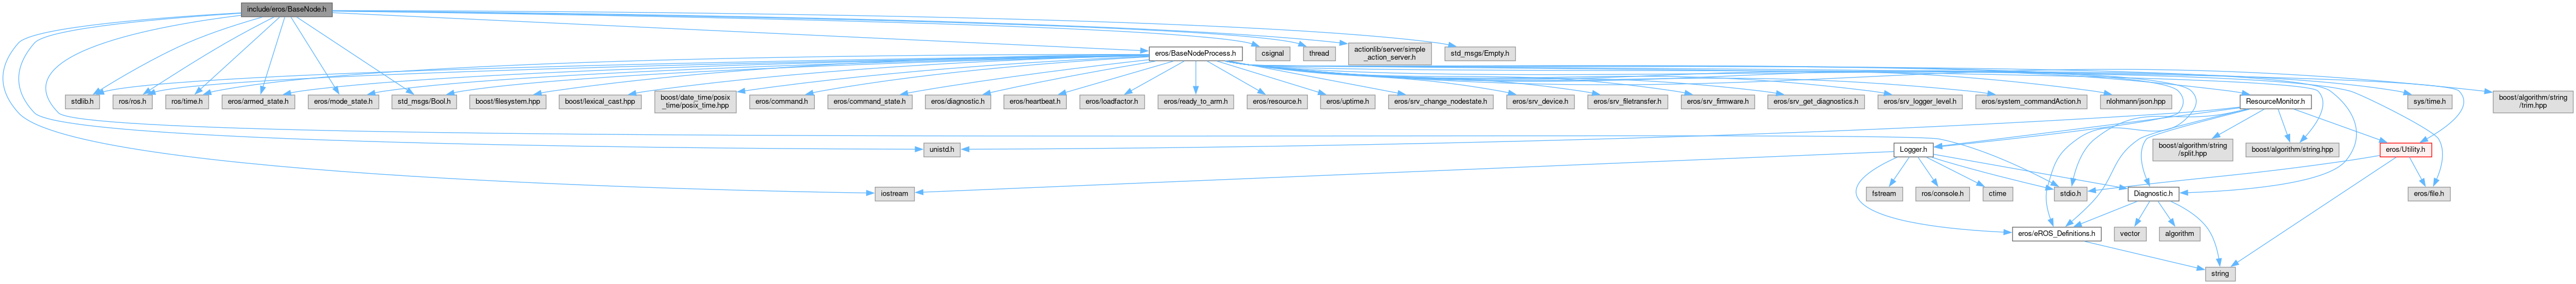 include/eros/BaseNode.h
eros/BaseNodeProcess.h
csignal
thread
actionlib/server/simple
_action_server.h
std_msgs/Empty.h
stdlib.h
ros/ros.h
ros/time.h
eros/armed_state.h
eros/mode_state.h
std_msgs/Bool.h
boost/filesystem.hpp
boost/lexical_cast.hpp
boost/date_time/posix
_time/posix_time.hpp
eros/command.h
eros/command_state.h
eros/diagnostic.h
eros/heartbeat.h
eros/loadfactor.h
eros/ready_to_arm.h
eros/resource.h
eros/uptime.h
eros/srv_change_nodestate.h
eros/srv_device.h
eros/srv_filetransfer.h
eros/srv_firmware.h
eros/srv_get_diagnostics.h
eros/srv_logger_level.h
eros/system_commandAction.h
nlohmann/json.hpp
ResourceMonitor.h
sys/time.h
boost/algorithm/string
/trim.hpp
unistd.h
Logger.h
boost/algorithm/string
/split.hpp
boost/algorithm/string.hpp
eros/Utility.h
iostream
fstream
ros/console.h
ctime
stdio.h
Diagnostic.h
eros/file.h
eros/eROS_Definitions.h
vector
algorithm
string